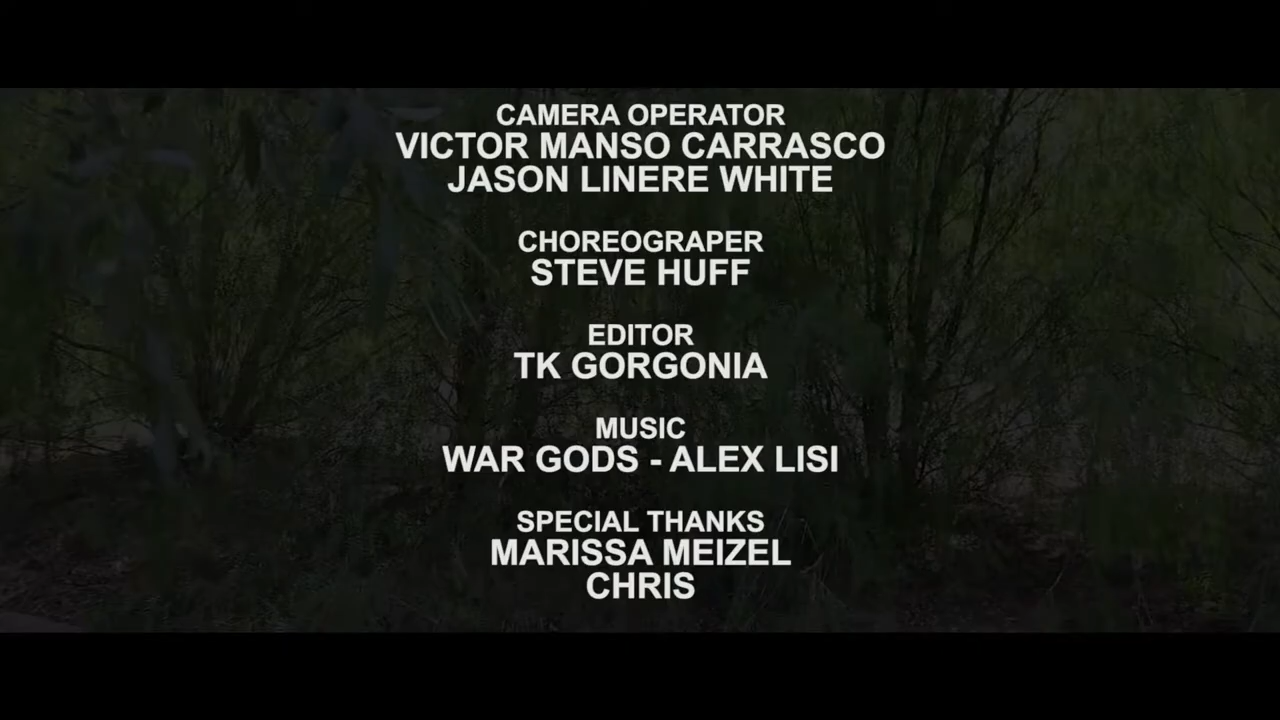 CAMERA OPERATOR
VICTOR MANSO CARRASCO
JASON LINERE WHITE
CHOREOGRAPER
STEVE HUFF
EDITOR
TK GORGONIA
MUSIC
WAR GODS - ALEX LISI
SPECIAL THANKS
MARISSA MEIZEL
CHRIS